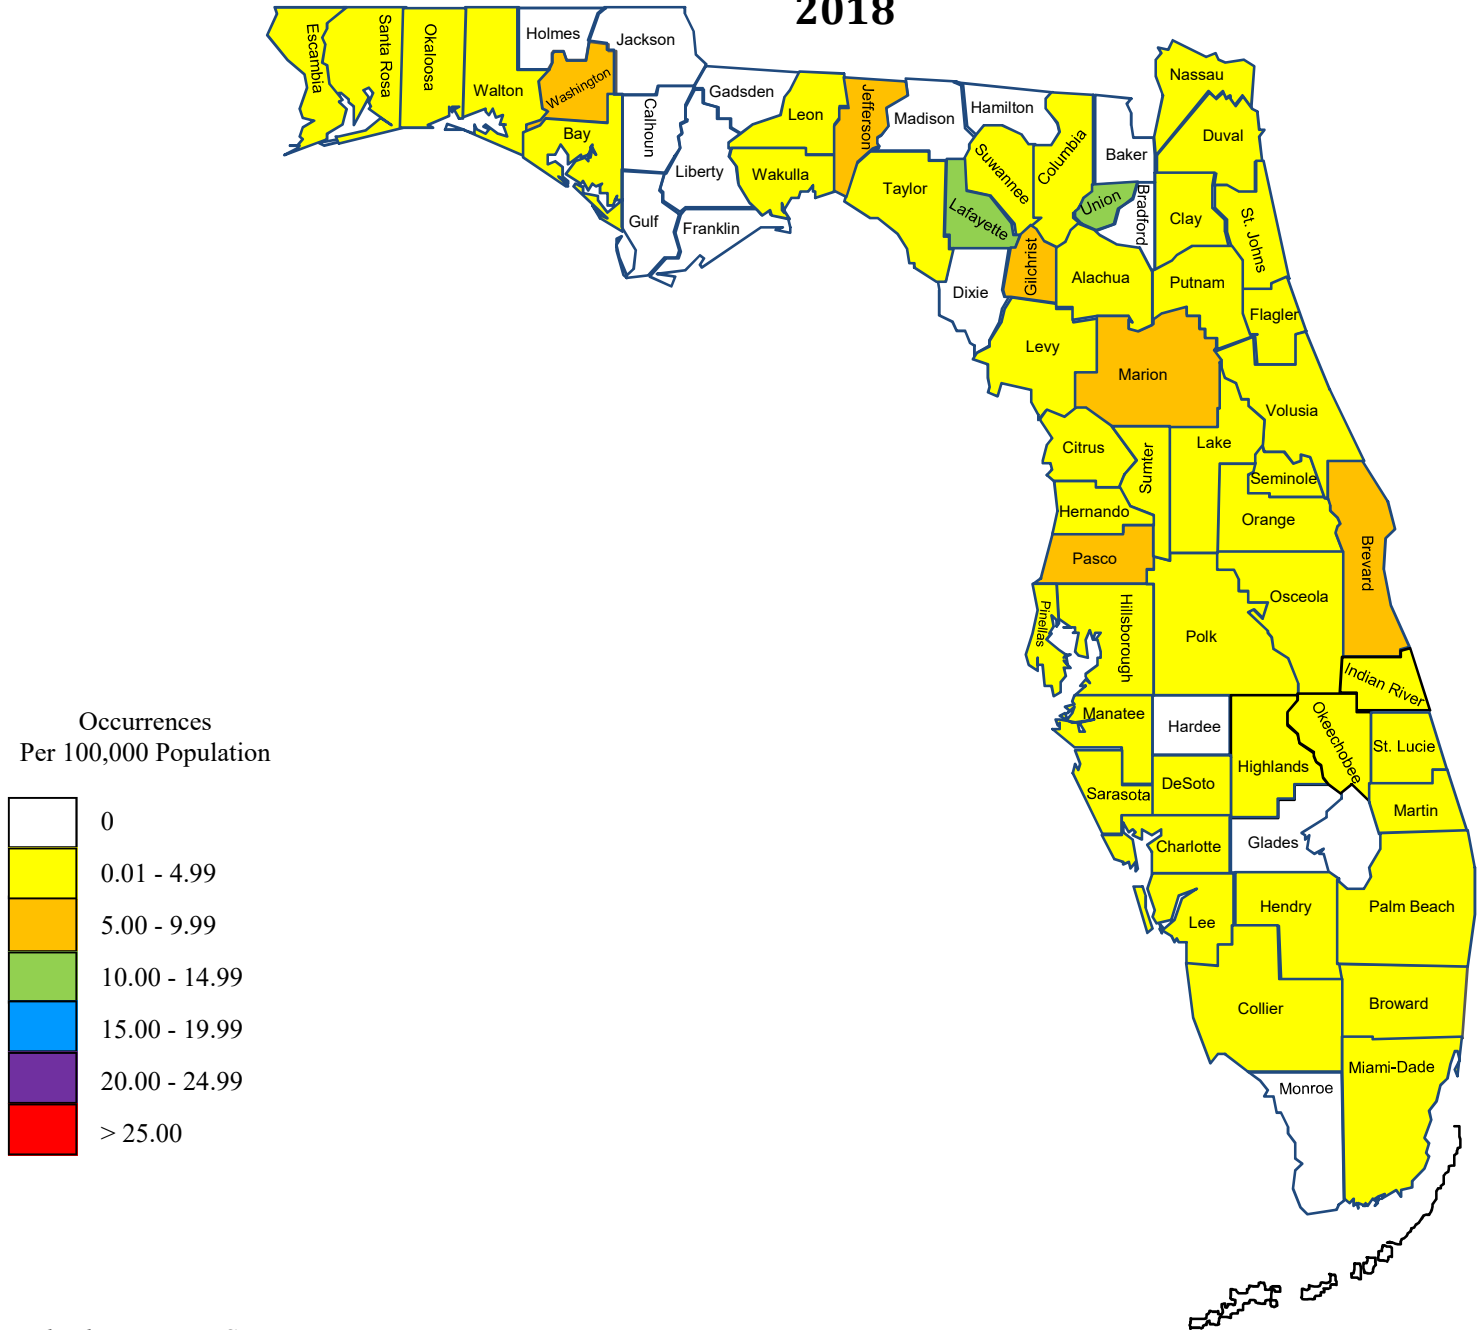 2018
Escambia
Santa Rosa
Okaloosa
Walton
Holmes
Jackson
Washington
Bay
Calhoun
Gadsden
Liberty
Gulf
Franklin
Leon
Wakulla
Jefferson
Madison
Taylor
Hamilton
Suwannee
Lafayette
Columbia
Baker
Union
Bradford
Nassau
Duval
Clay
St. Johns
Dixie
Gilchrist
Alachua
Putnam
Flagler
Levy
Marion
Volusia
Citrus
Sumter
Lake
Seminole
Orange
Hernando
Pasco
Brevard
Pinellas
Hillsborough
Polk
Osceola
Indian River
Manatee
Hardee
Highlands
Okeechobee
St. Lucie
Sarasota
DeSoto
Martin
Charlotte
Glades
Lee
Hendry
Palm Beach
Collier
Broward
Miami-Dade
Monroe
Occurrences
Per 100,000 Population
0
0.01 - 4.99
5.00 - 9.99
10.00 - 14.99
15.00 - 19.99
20.00 - 24.99
> 25.00